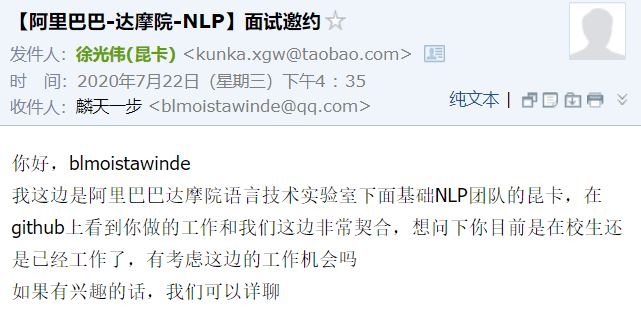 【阿里巴巴-达摩院-NLP】面试邀约
发件人：徐光伟(昆卡) <kunka.xgw@taobao.com>
时　间：2020年7月22日（星期三）下午4：35
收件人：麟天一步 <blmoistawinde@qq.com>
纯文本 |
你好，blmoistawinde
我这边是阿里巴巴达摩院语言技术实验室下面基础NLP团队的昆卡，在
github上看到你做的工作和我们这边非常契合，想问下你目前是在校生还
是已经工作了，有考虑这边的工作机会吗
如果有兴趣的话，我们可以详聊